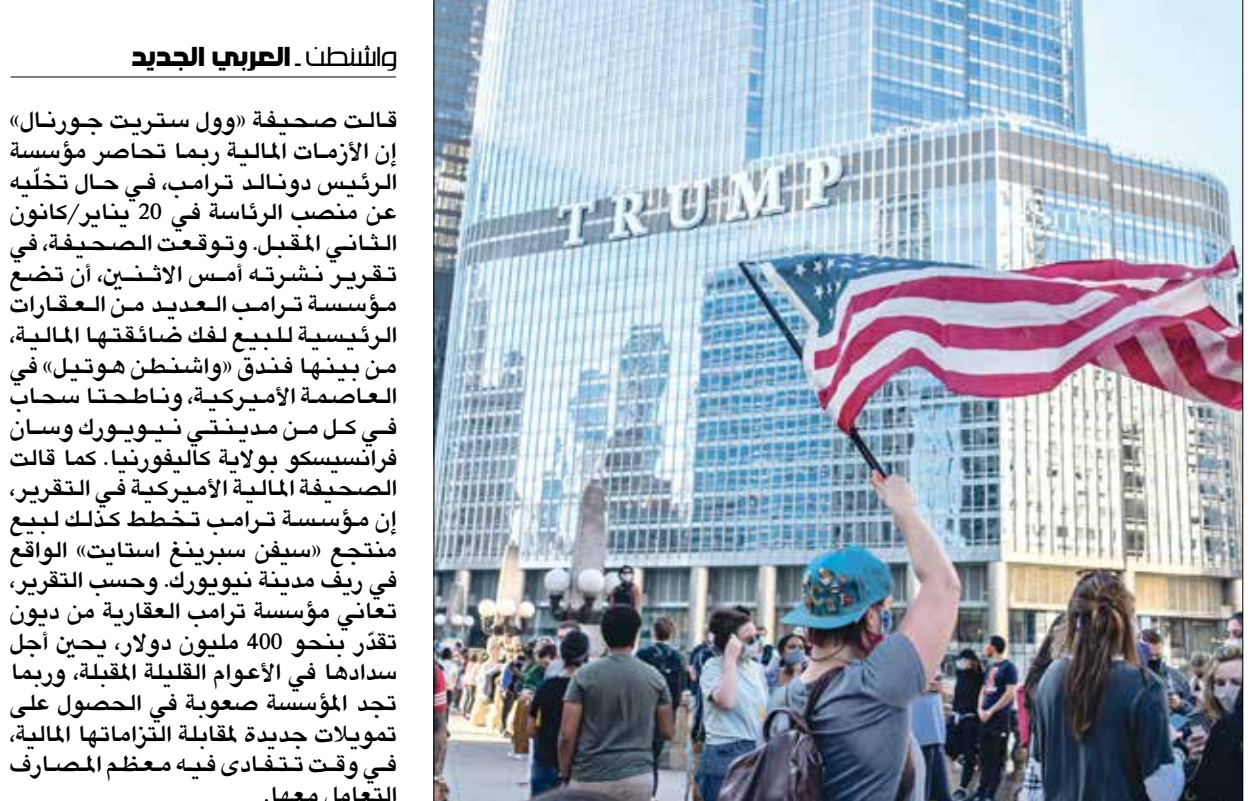 واشنطن ـ العربي الجديد
قالت صحيفة «وول ستريت جورنال»
إن الأزمات المالية ربما تحاصر مؤسسة
الرئيس دونالد ترامب، في حال تخلّيه
عن منصب الرئاسة في 20 يناير/كانون
الثاني المقبل. وتوقعت الصحيفة، في
تقرير نشرته أمس الاثنين، أن تضع
مؤسسة ترامب العديد من العقارات
الرئيسية للبيع لفك ضائقتها المالية،
من بينها فندق «واشنطن هوتيل» في
العاصمة الأميركية، وناطحتا سحاب
في كل من مدينتي نيويورك وسان
فرانسيسكو بولاية كاليفورنيا. كما قالت
الصحيفة المالية الأميركية في التقرير،
إن مؤسسة ترامب تخطط كذلك لبيع
منتجع «سيفن سبرينغ استايت» الواقع
في ريف مدينة نيويورك. وحسب التقرير،
تعاني مؤسسة ترامب العقارية من ديون
تقدّر بنحو 400 مليون دولار، يحين أجل
سدادها في الأعوام القليلة المقبلة، وربما
تجد المؤسسة صعوبة في الحصول على
تمويلات جديدة لمقابلة التزاماتها المالية،
في وقت تتفادى فيه معظم المصارف
التعامل معها.
TRUMP